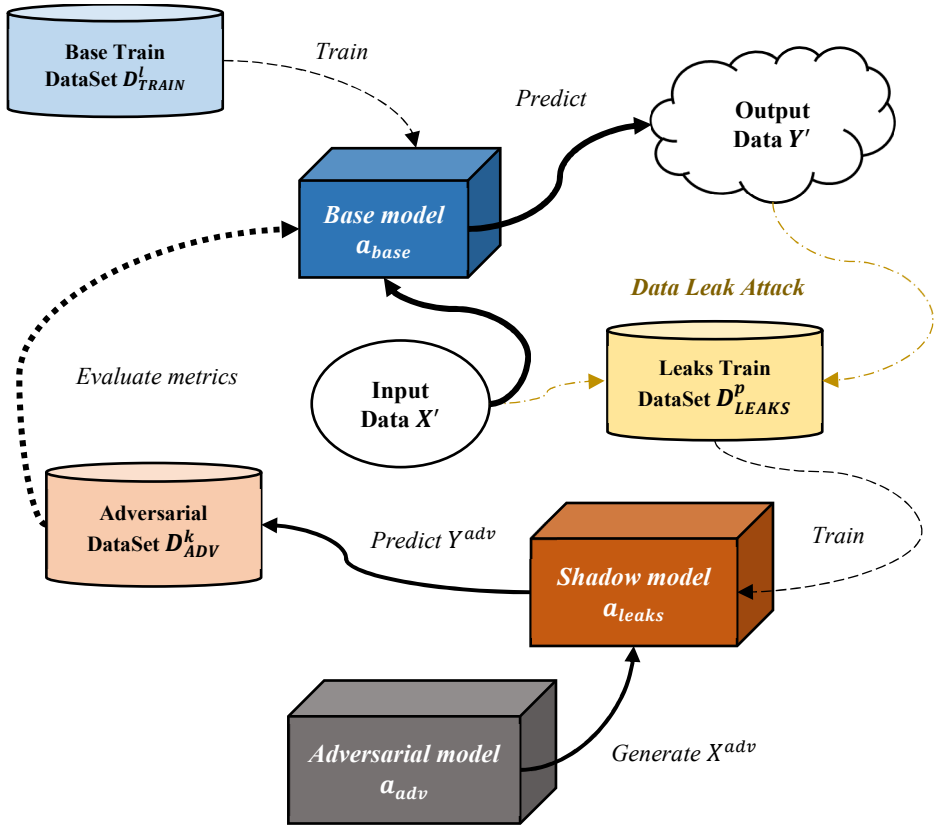 Base Train
DataSet D^l_TRAIN
Train
Predict
Output
Data Y′
Base model
a_base
Data Leak Attack
Evaluate metrics
Input
Data X′
Leaks Train
DataSet D^p_LEAKS
Adversarial
DataSet D^k_ADV
Predict Y^adv
Train
Shadow model
a_leaks
Adversarial model
a_adv
Generate X^adv